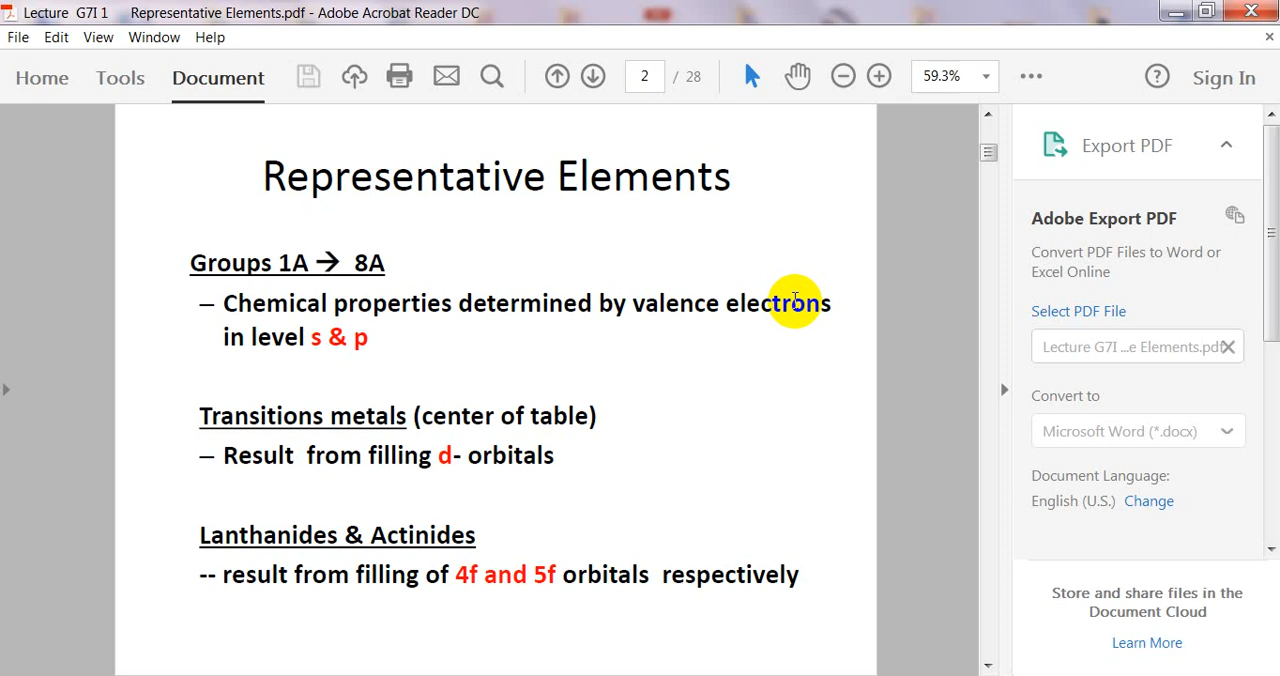 Lecture G7I 1 Representative Elements.pdf - Adobe Acrobat Reader DC
File Edit View Window Help
Home Tools Document 2 / 28 59.3% Sign In
Representative Elements
Groups 1A → 8A
– Chemical properties determined by valence electrons
in level s & p
Transitions metals (center of table)
– Result from filling d- orbitals
Lanthanides & Actinides
-- result from filling of 4f and 5f orbitals respectively
Export PDF
Adobe Export PDF
Convert PDF Files to Word or
Excel Online
Select PDF File
Lecture G7I ...e Elements.pdf
Convert to
Microsoft Word (*.docx)
Document Language:
English (U.S.) Change
Store and share files in the
Document Cloud
Learn More